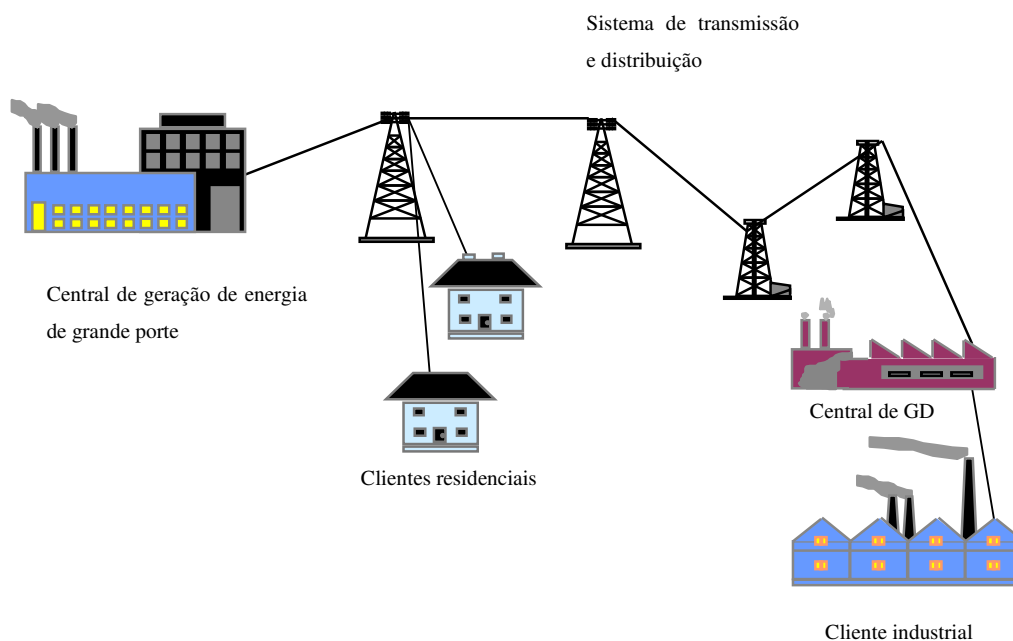 Sistema de transmissão
e distribuição
Central de geração de energia
de grande porte
Central de GD
Clientes residenciais
Cliente industrial